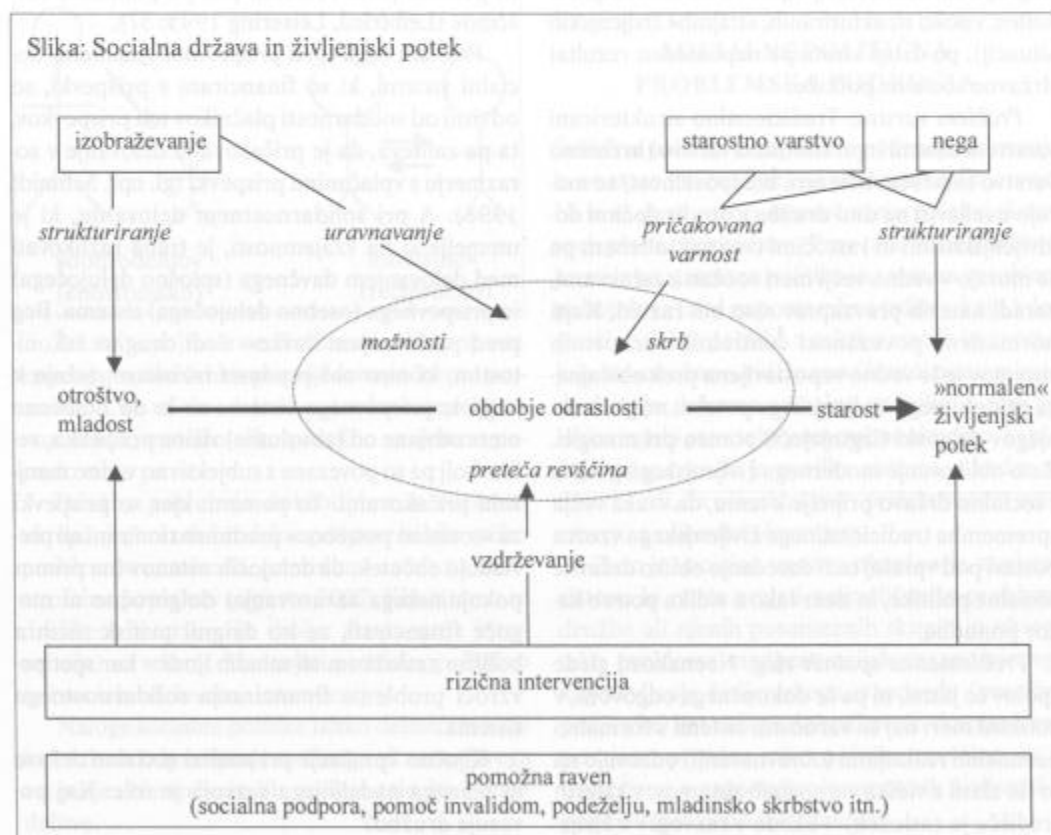 Slika: Socialna država in življenjski potek
izobraževanje
starostno varstvo
nega
strukturiranje
uravnavanje
pričakovana
varnost
strukturiranje
možnosti
skrb
otroštvo,
mladost
obdobje odraslosti
starost
»normalen«
življenjski
potek
preteča revščina
vzdrževanje
rizična intervencija
pomožna raven
(socialna podpora, pomoč invalidom, podeželju, mladinsko skrbstvo itn.)